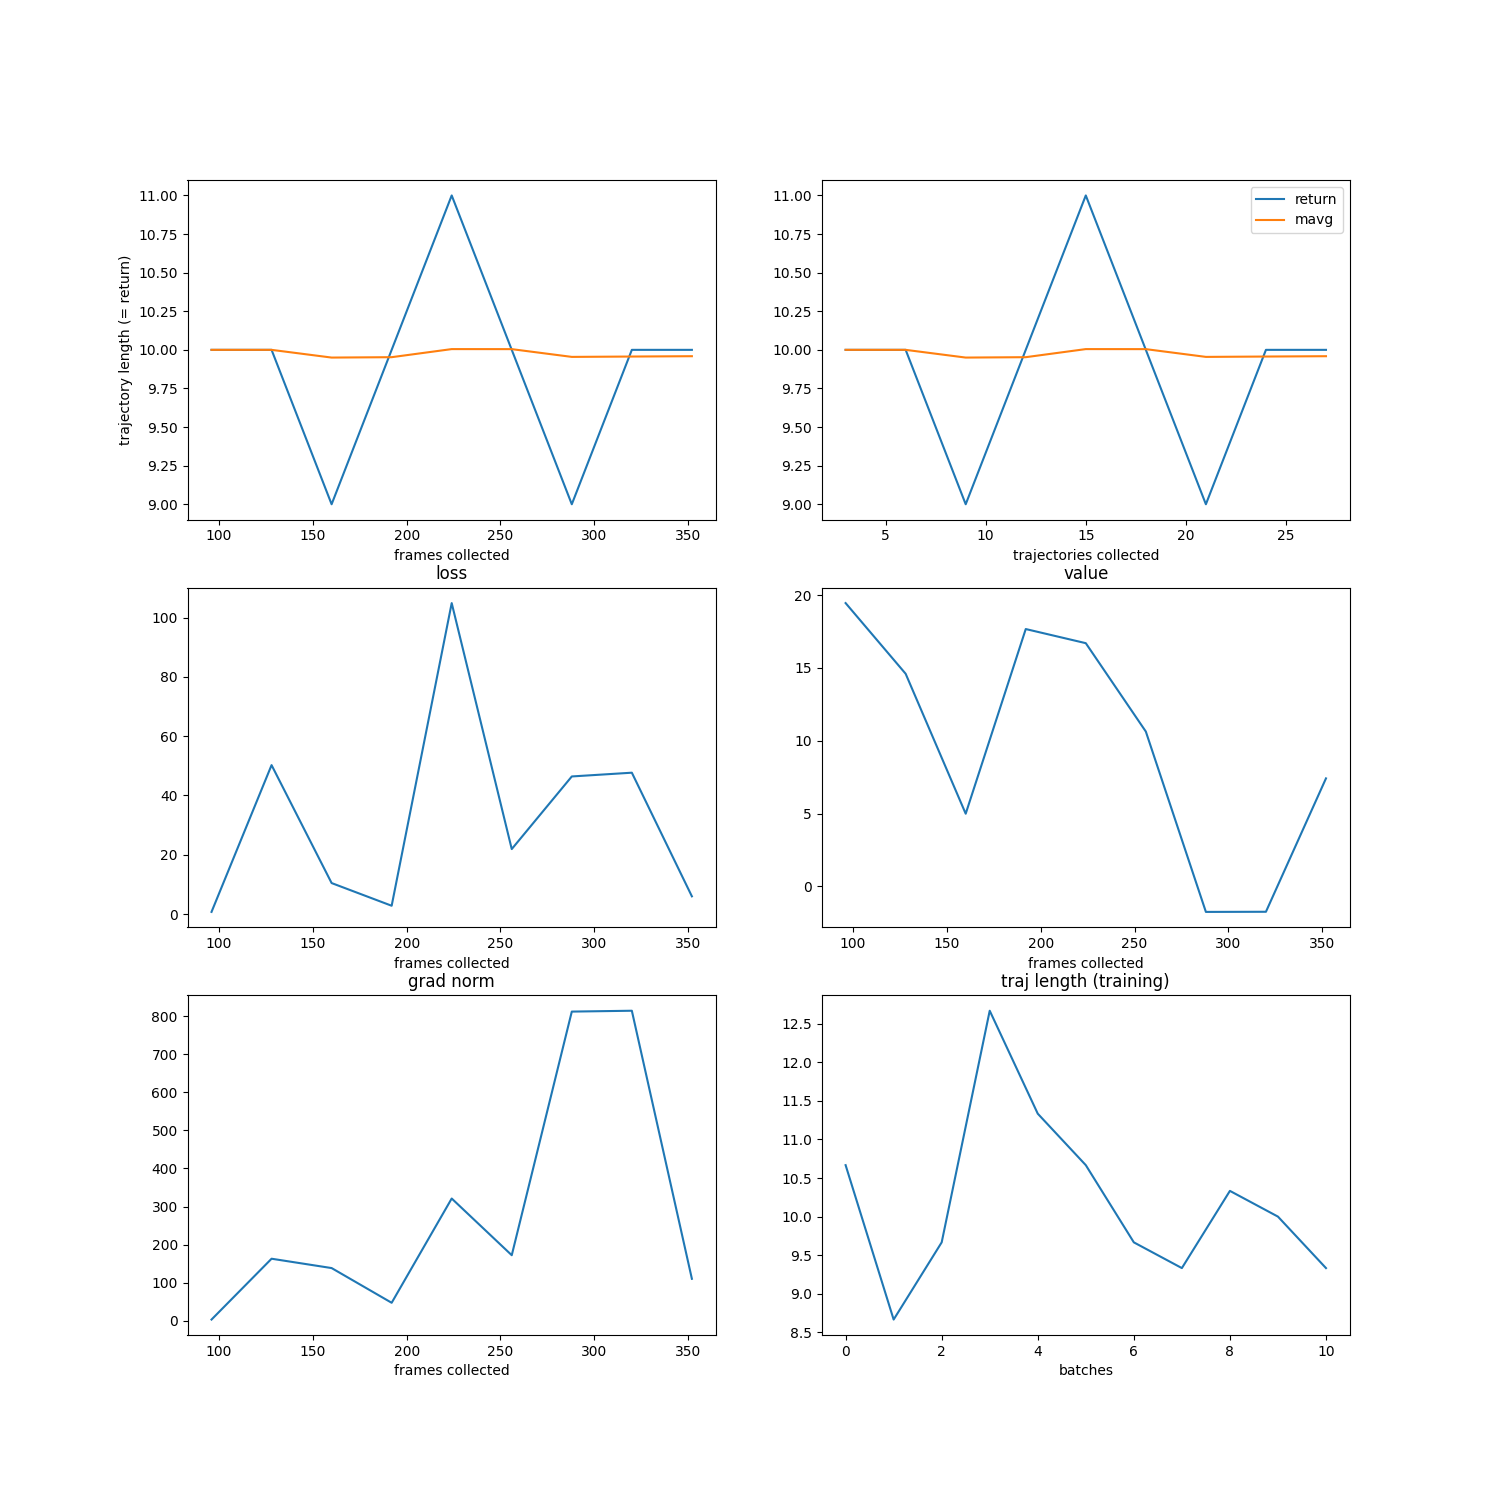 11.00
10.75
10.50
10.25
10.00
9.75
9.50
9.25
9.00
trajectory length (= return)
100 150 200 250 300 350
frames collected
11.00
10.75
10.50
10.25
10.00
9.75
9.50
9.25
9.00
return
mavg
5 10 15 20 25
trajectories collected
loss
100
80
60
40
20
0
100 150 200 250 300 350
frames collected
value
20
15
10
5
0
100 150 200 250 300 350
frames collected
grad norm
800
700
600
500
400
300
200
100
0
100 150 200 250 300 350
frames collected
traj length (training)
12.5
12.0
11.5
11.0
10.5
10.0
9.5
9.0
8.5
0 2 4 6 8 10
batches